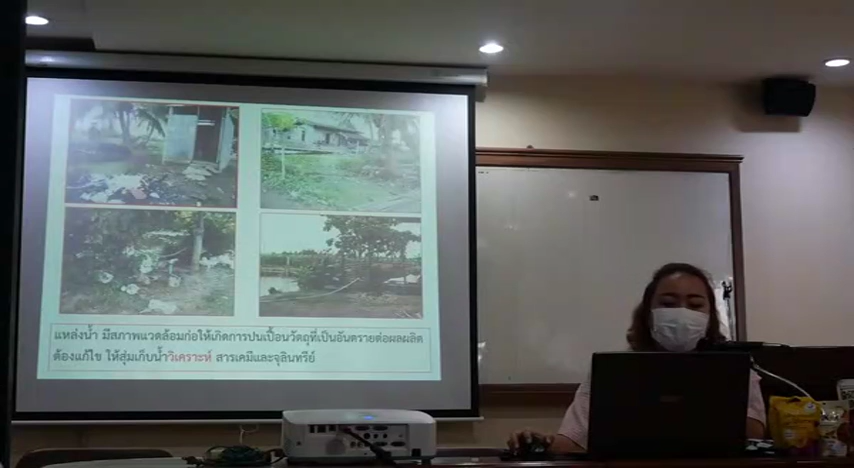 แหล่งน้ำ มีสภาพแวดล้อมก่อให้เกิดการปนเปื้อนวัตถุที่เป็นอันตรายต่อผลผลิต
ต้องแก้ไข ให้สุ่มเก็บน้ำวิเคราะห์ สารเคมีและจุลินทรีย์